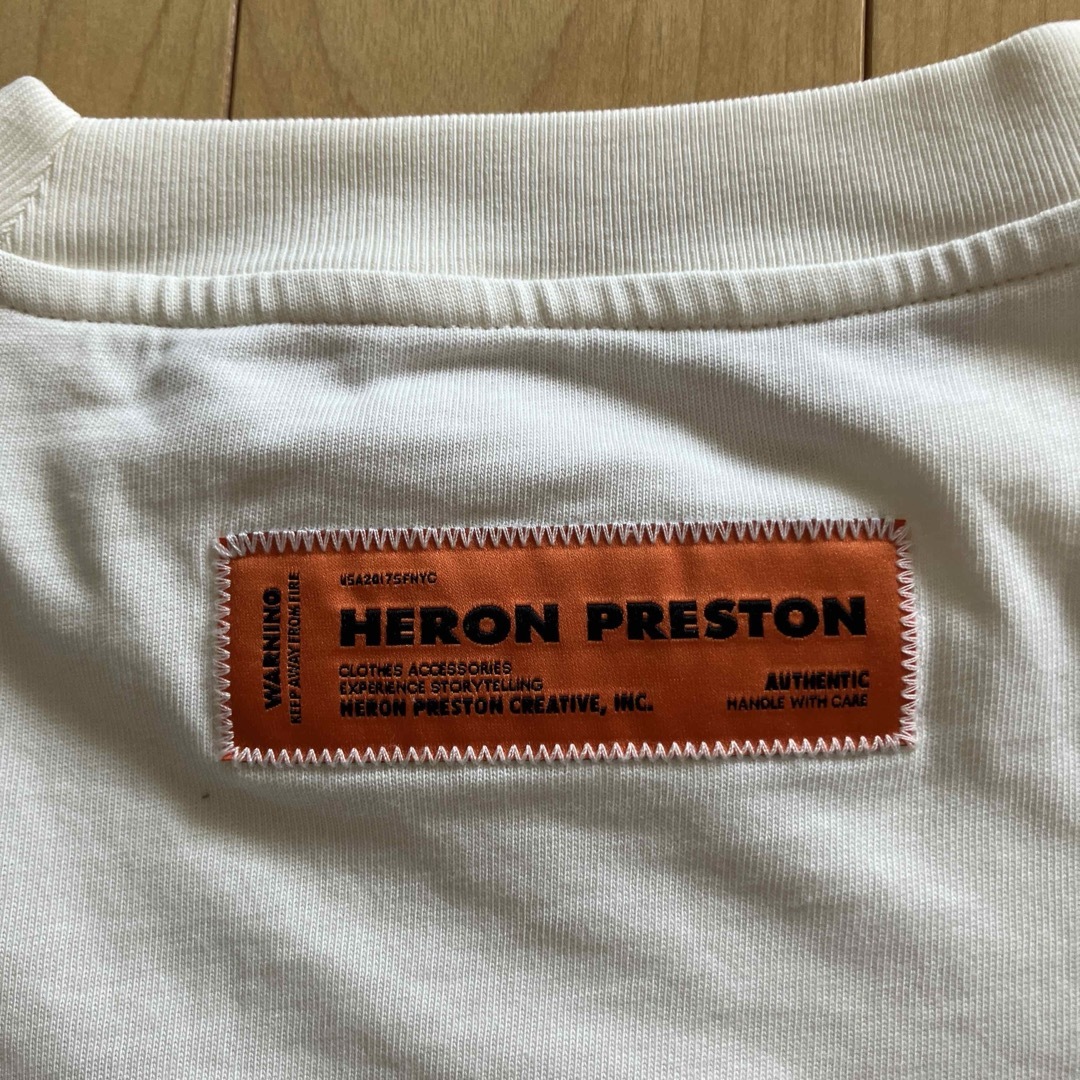 WARNING
KEEP AWAY FROM FIRE
USA2017SFNYC
HERON PRESTON
CLOTHES ACCESSORIES
EXPERIENCE STORYTELLING
HERON PRESTON CREATIVE, INC.
AUTHENTIC
HANDLE WITH CARE